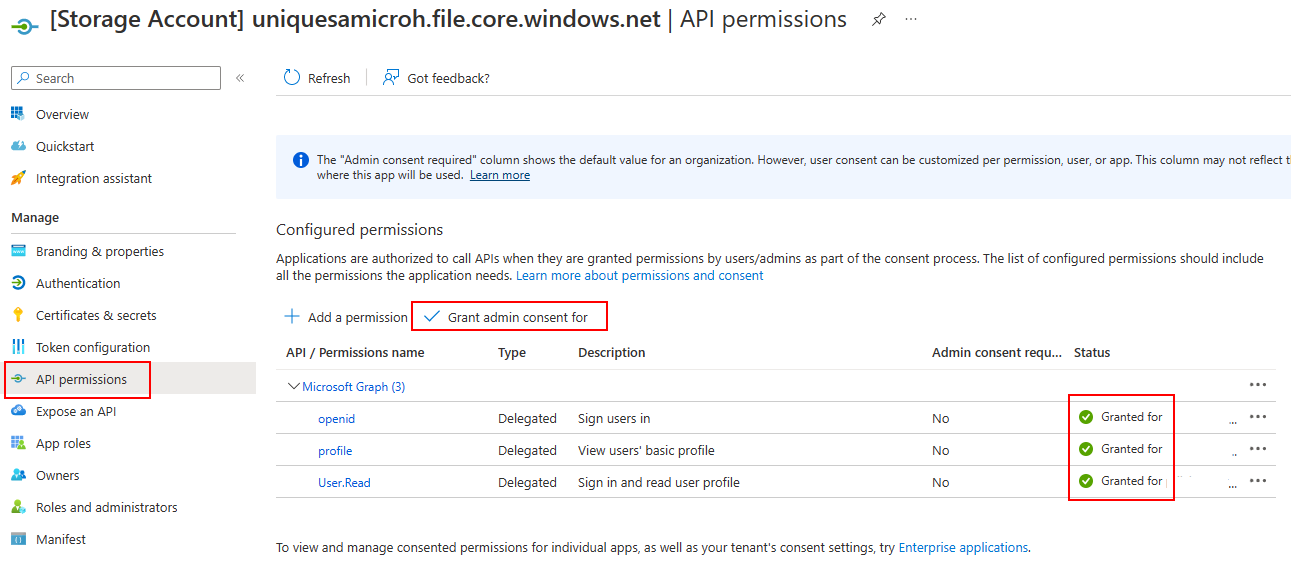 [Storage Account] uniquesamicroh.file.core.windows.net | API permissions
Search
Overview
Quickstart
Integration assistant
Manage
Branding & properties
Authentication
Certificates & secrets
Token configuration
API permissions
Expose an API
App roles
Owners
Roles and administrators
Manifest
Refresh
Got feedback?
The "Admin consent required" column shows the default value for an organization. However, user consent can be customized per permission, user, or app. This column may not reflect
where this app will be used. Learn more
Configured permissions
Applications are authorized to call APIs when they are granted permissions by users/admins as part of the consent process. The list of configured permissions should include
all the permissions the application needs. Learn more about permissions and consent
Add a permission Grant admin consent for
API / Permissions name Type Description Admin consent requ... Status
Microsoft Graph (3)
openid Delegated Sign users in No Granted for ...
profile Delegated View users' basic profile No Granted for ..
User.Read Delegated Sign in and read user profile No Granted for ...
To view and manage consented permissions for individual apps, as well as your tenant's consent settings, try Enterprise applications.